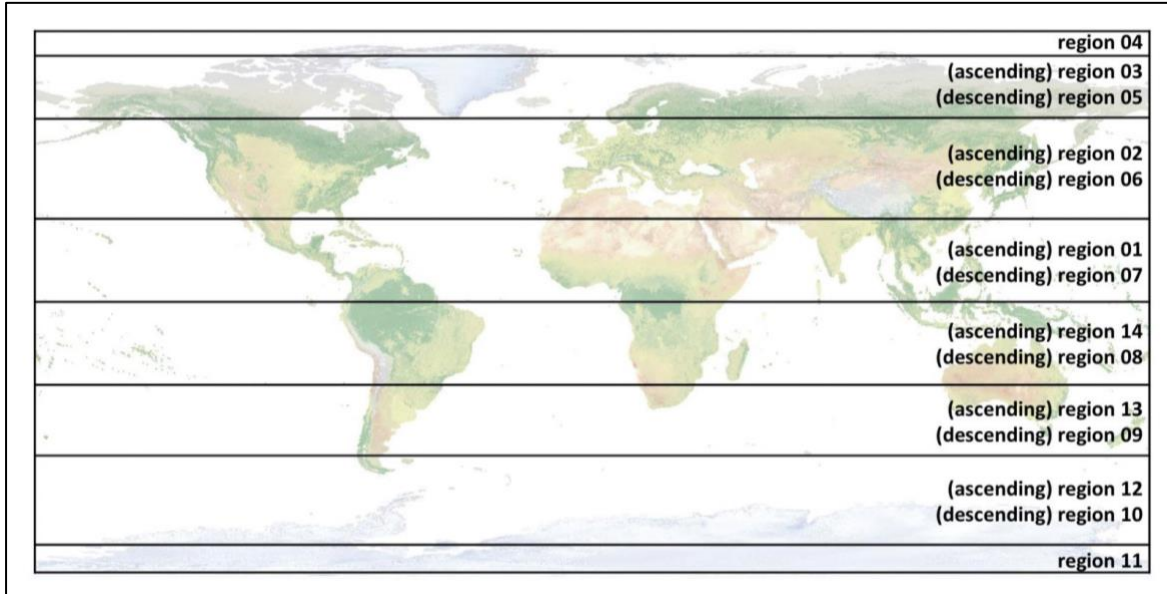 region 04
(ascending) region 03
(descending) region 05
(ascending) region 02
(descending) region 06
(ascending) region 01
(descending) region 07
(ascending) region 14
(descending) region 08
(ascending) region 13
(descending) region 09
(ascending) region 12
(descending) region 10
region 11